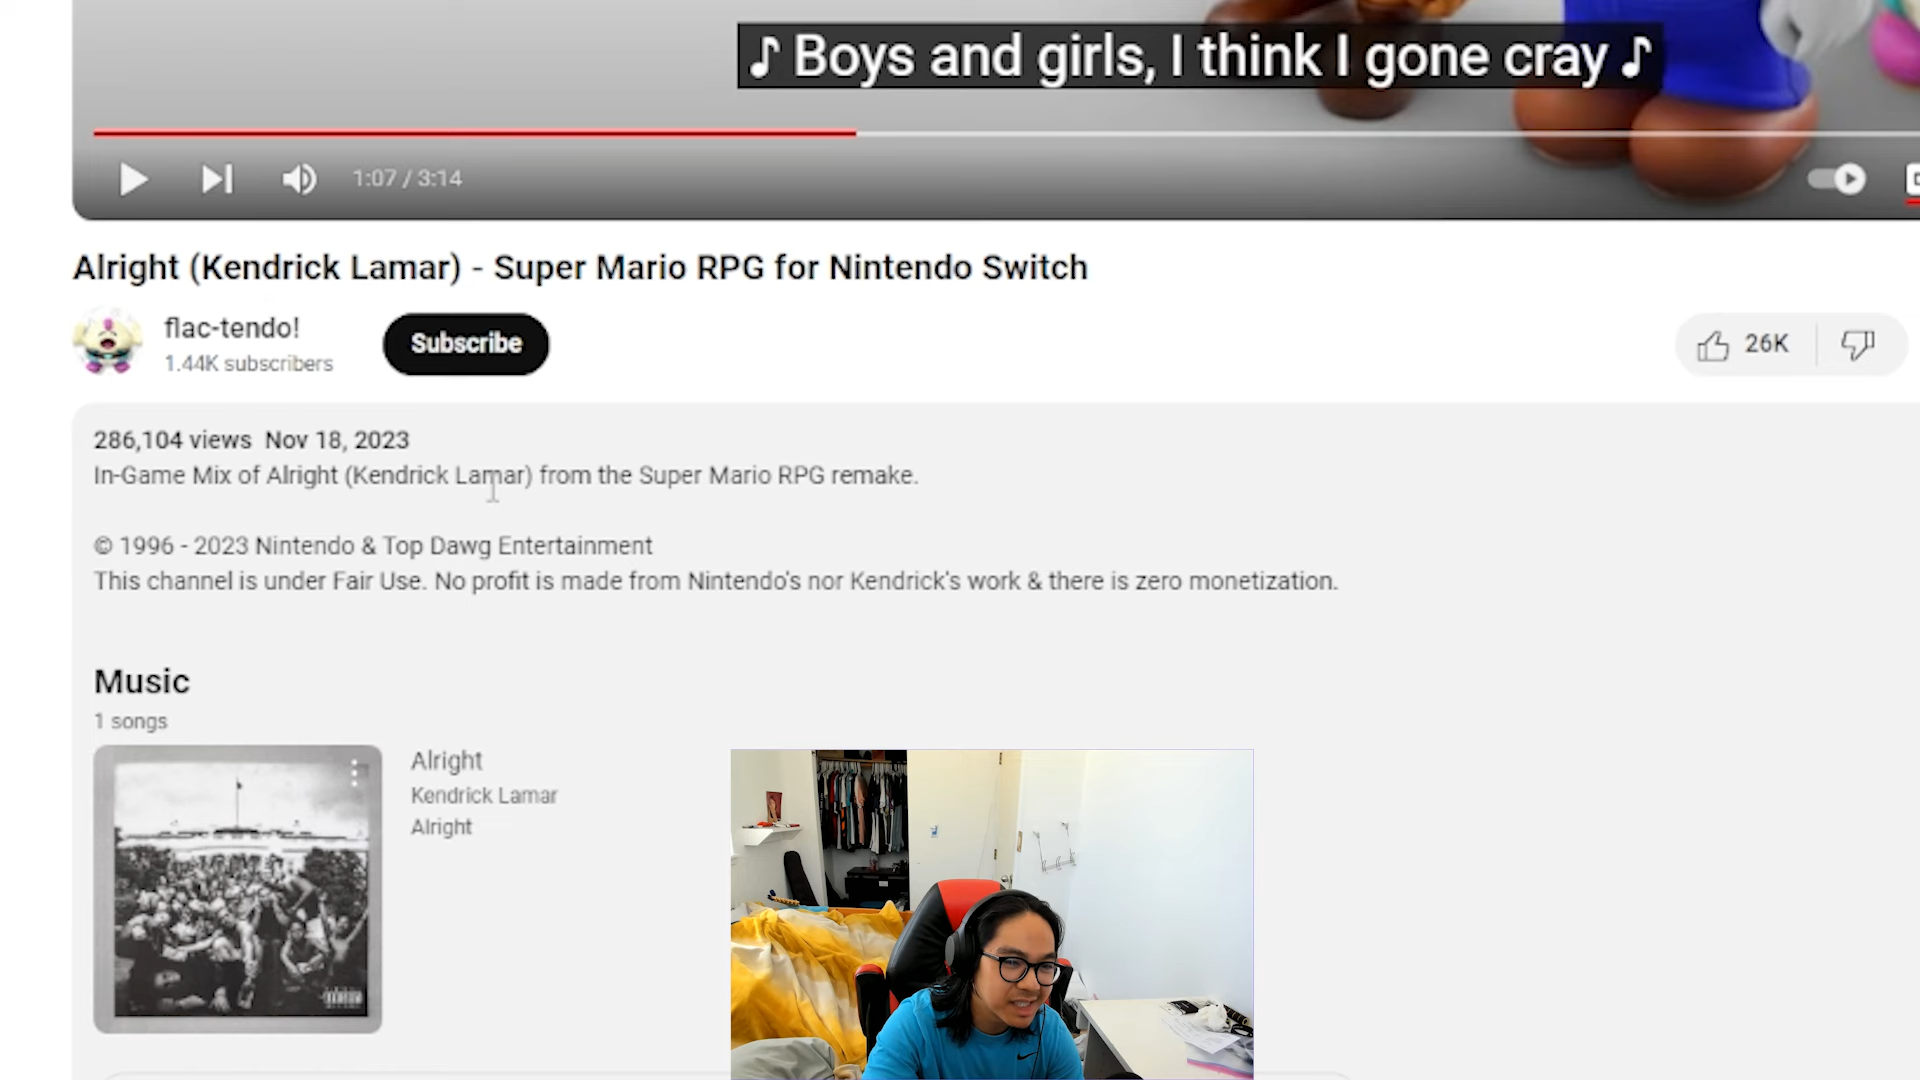 ♪ Boys and girls, I think I gone cray ♪
1:07 / 3:14
Alright (Kendrick Lamar) - Super Mario RPG for Nintendo Switch
flac-tendo!
1.44K subscribers
Subscribe
26K
286,104 views Nov 18, 2023
In-Game Mix of Alright (Kendrick Lamar) from the Super Mario RPG remake.
© 1996 - 2023 Nintendo & Top Dawg Entertainment
This channel is under Fair Use. No profit is made from Nintendo's nor Kendrick's work & there is zero monetization.
Music
1 songs
Alright
Kendrick Lamar
Alright